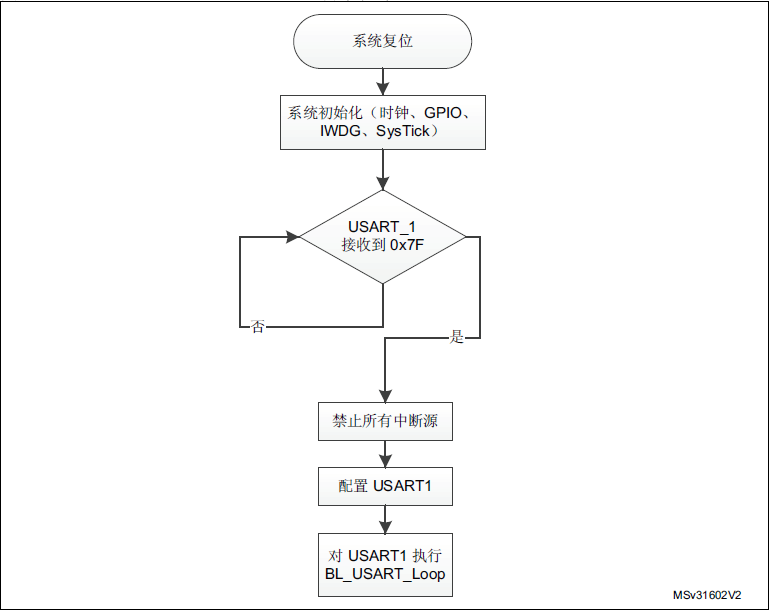 系统复位
系统初始化（时钟、GPIO、
IWDG、SysTick）
USART_1
接收到 0x7F
否
是
禁止所有中断源
配置 USART1
对 USART1 执行
BL_USART_Loop
MSv31602V2